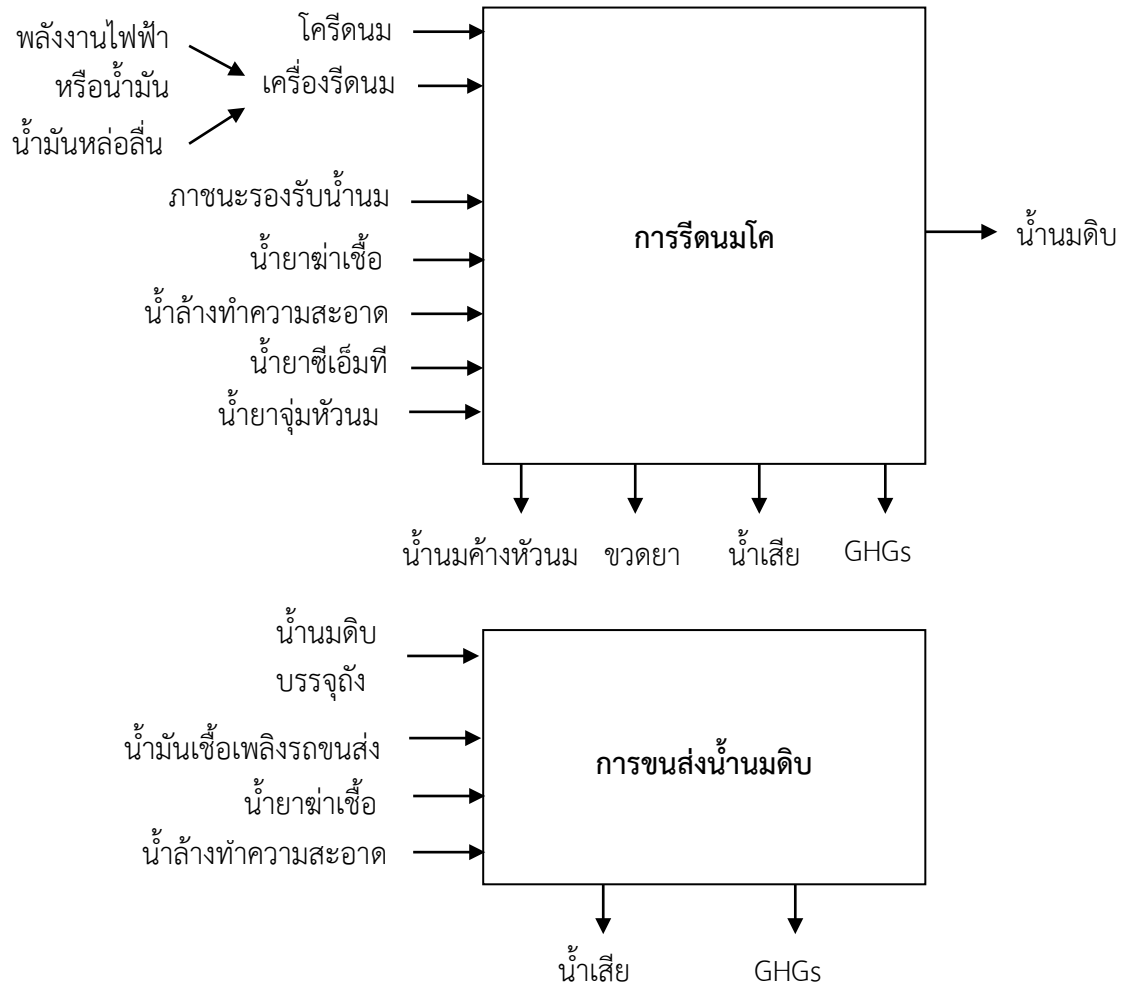 โครีดนม
พลังงานไฟฟ้า
หรือน้ำมัน
เครื่องรีดนม
น้ำมันหล่อลื่น
ภาชนะรองรับน้ำนม
การรีดนมโค
น้ำนมดิบ
น้ำยาฆ่าเชื้อ
น้ำล้างทำความสะอาด
น้ำยาซีเอ็มที
น้ำยาจุ่มหัวนม
น้ำนมค้างหัวนม ขวดยา น้ำเสีย GHGs
น้ำนมดิบ
บรรจุถัง
น้ำมันเชื้อเพลิงรถขนส่ง
การขนส่งน้ำนมดิบ
น้ำยาฆ่าเชื้อ
น้ำล้างทำความสะอาด
น้ำเสีย GHGs